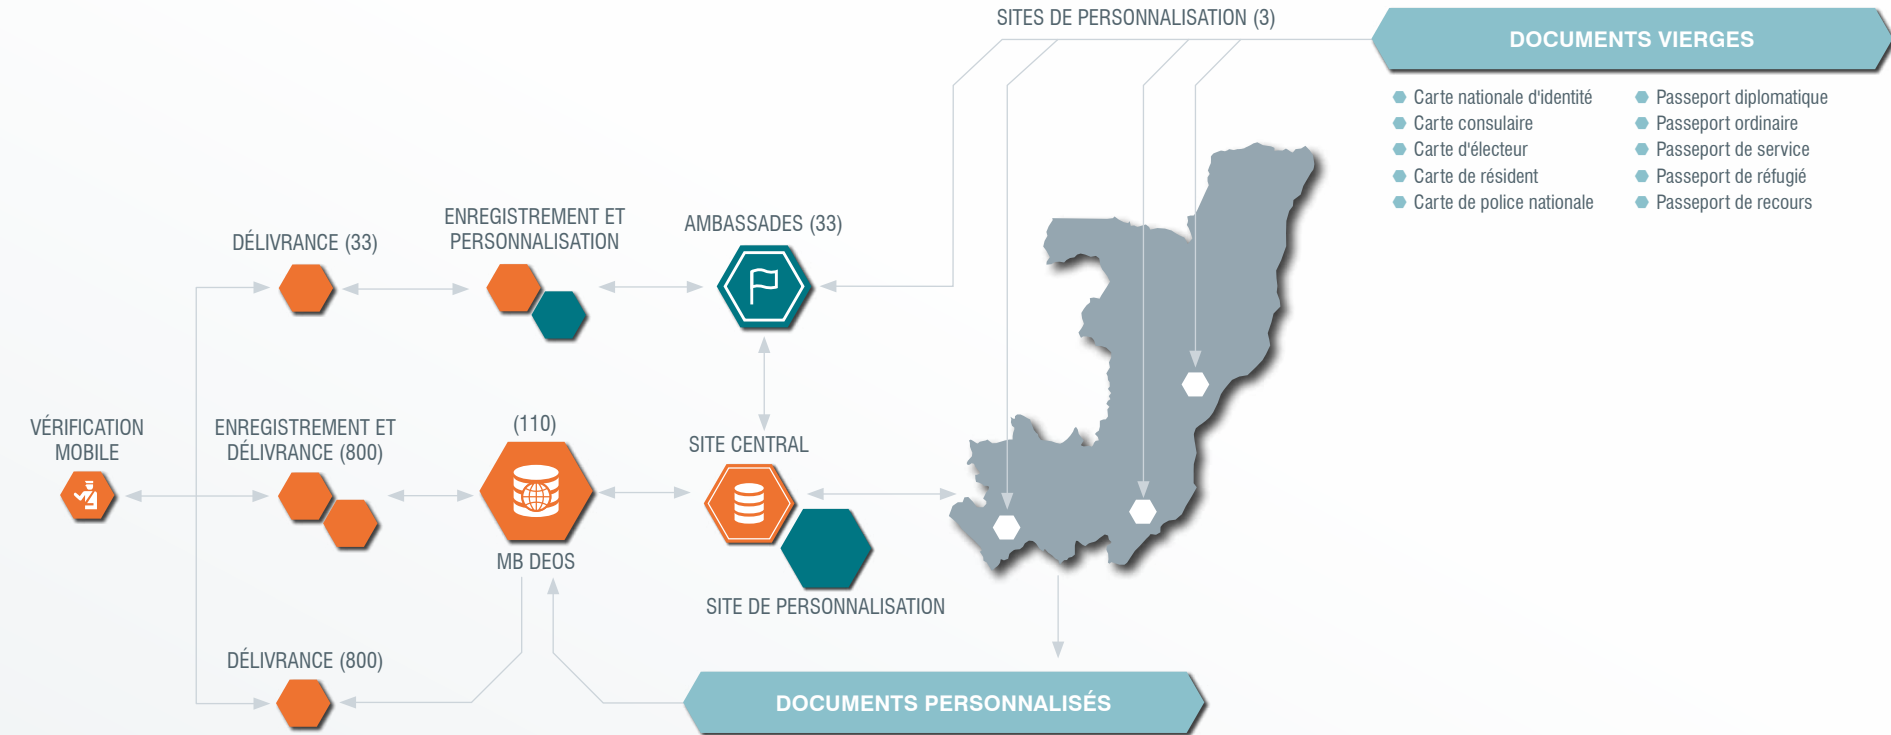 SITES DE PERSONNALISATION (3)
DOCUMENTS VIERGES
Carte nationale d'identité
Carte consulaire
Carte d'électeur
Carte de résident
Carte de police nationale
Passeport diplomatique
Passeport ordinaire
Passeport de service
Passeport de réfugié
Passeport de recours
DÉLIVRANCE (33)
ENREGISTREMENT ET
PERSONNALISATION
AMBASSADES (33)
VÉRIFICATION
MOBILE
ENREGISTREMENT ET
DÉLIVRANCE (800)
(110)
MB DEOS
SITE CENTRAL
SITE DE PERSONNALISATION
DÉLIVRANCE (800)
DOCUMENTS PERSONNALISÉS